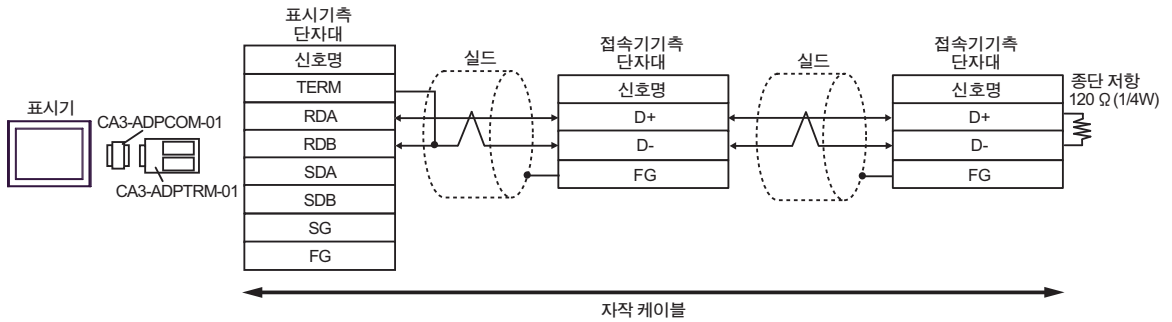 표시기
CA3-ADPCOM-01
CA3-ADPTRM-01
표시기측
단자대
신호명
TERM
RDA
RDB
SDA
SDB
SG
FG
실드
접속기기측
단자대
신호명
D+
D-
FG
실드
접속기기측
단자대
신호명
D+
D-
FG
종단 저항
120 Ω (1/4W)
자작 케이블